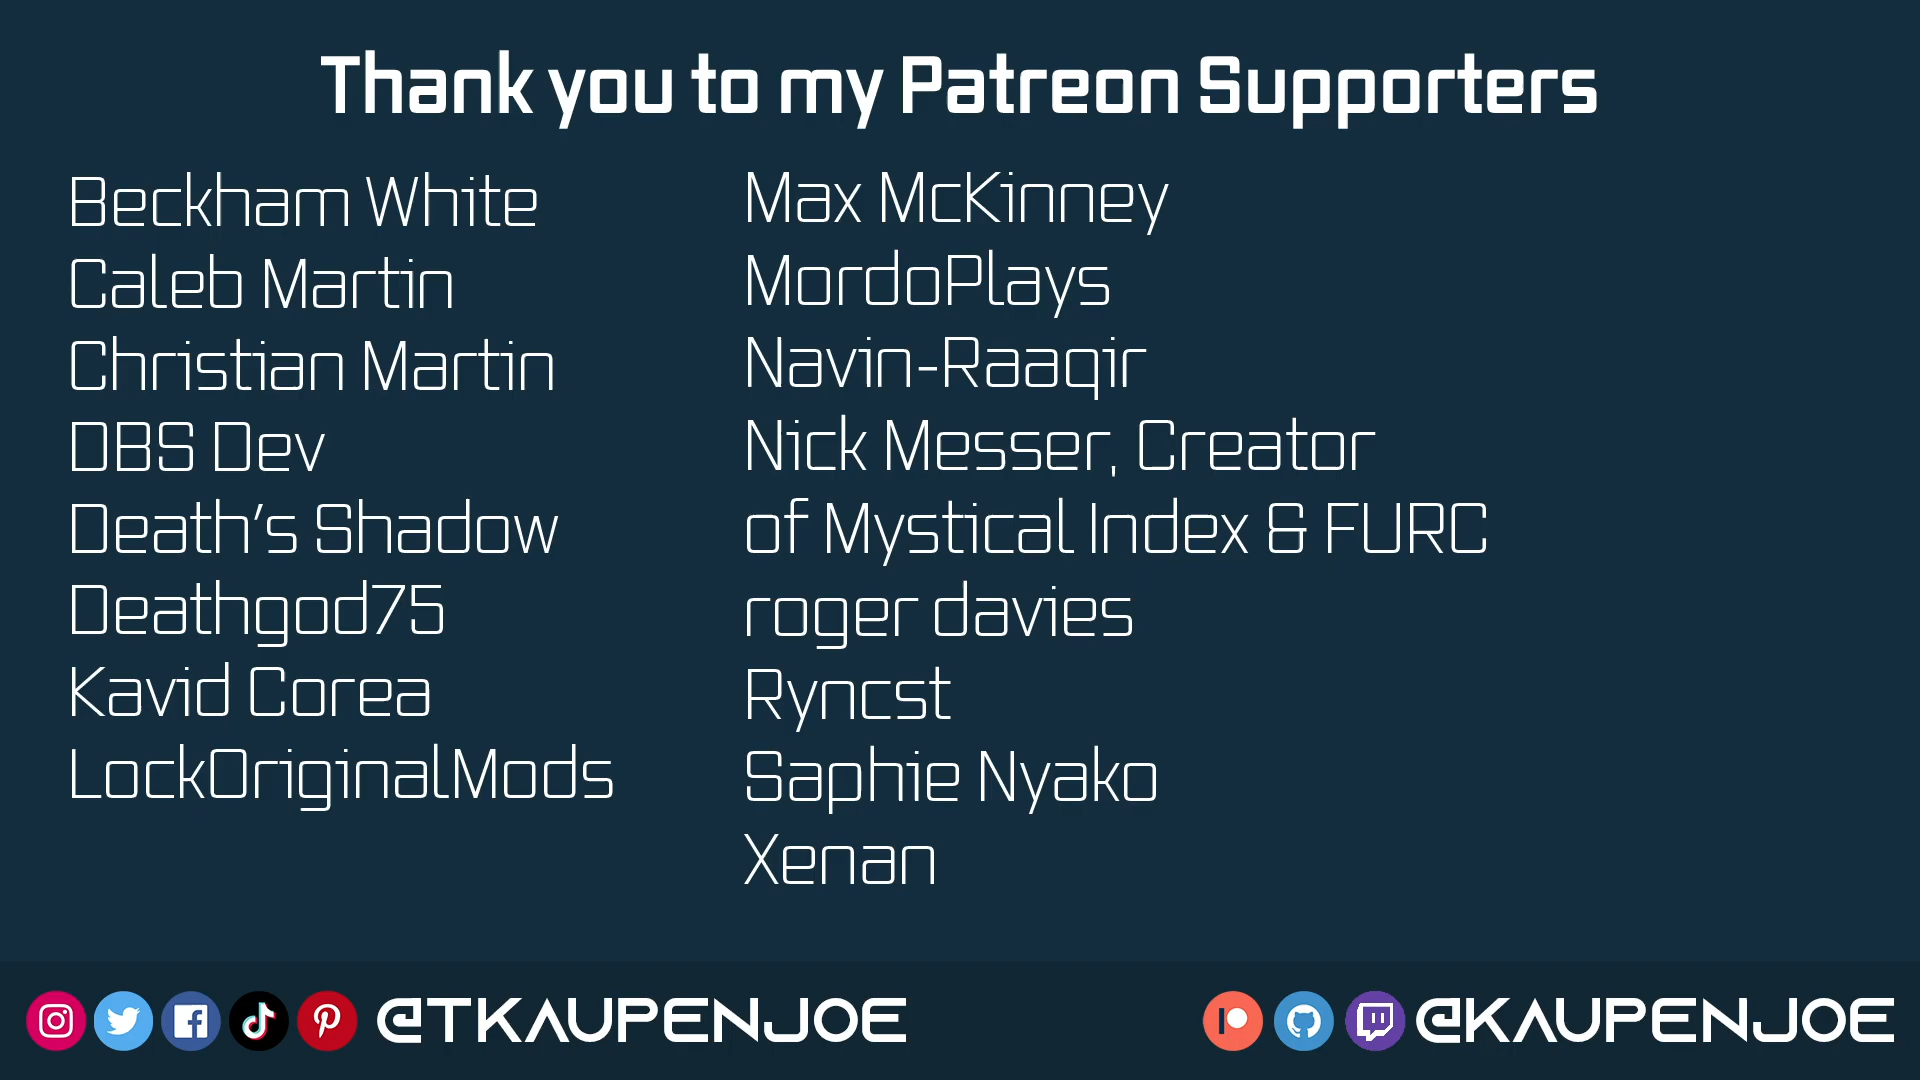 Thank you to my Patreon Supporters
Beckham White
Caleb Martin
Christian Martin
DBS Dev
Death's Shadow
Deathgod75
Kavid Corea
LockOriginalMods
Max McKinney
MordoPlays
Navin-Raaqir
Nick Messer, Creator
of Mystical Index & FURC
roger davies
Ryncst
Saphie Nyako
Xenan
@TKAUPENJOE
@KAUPENJOE